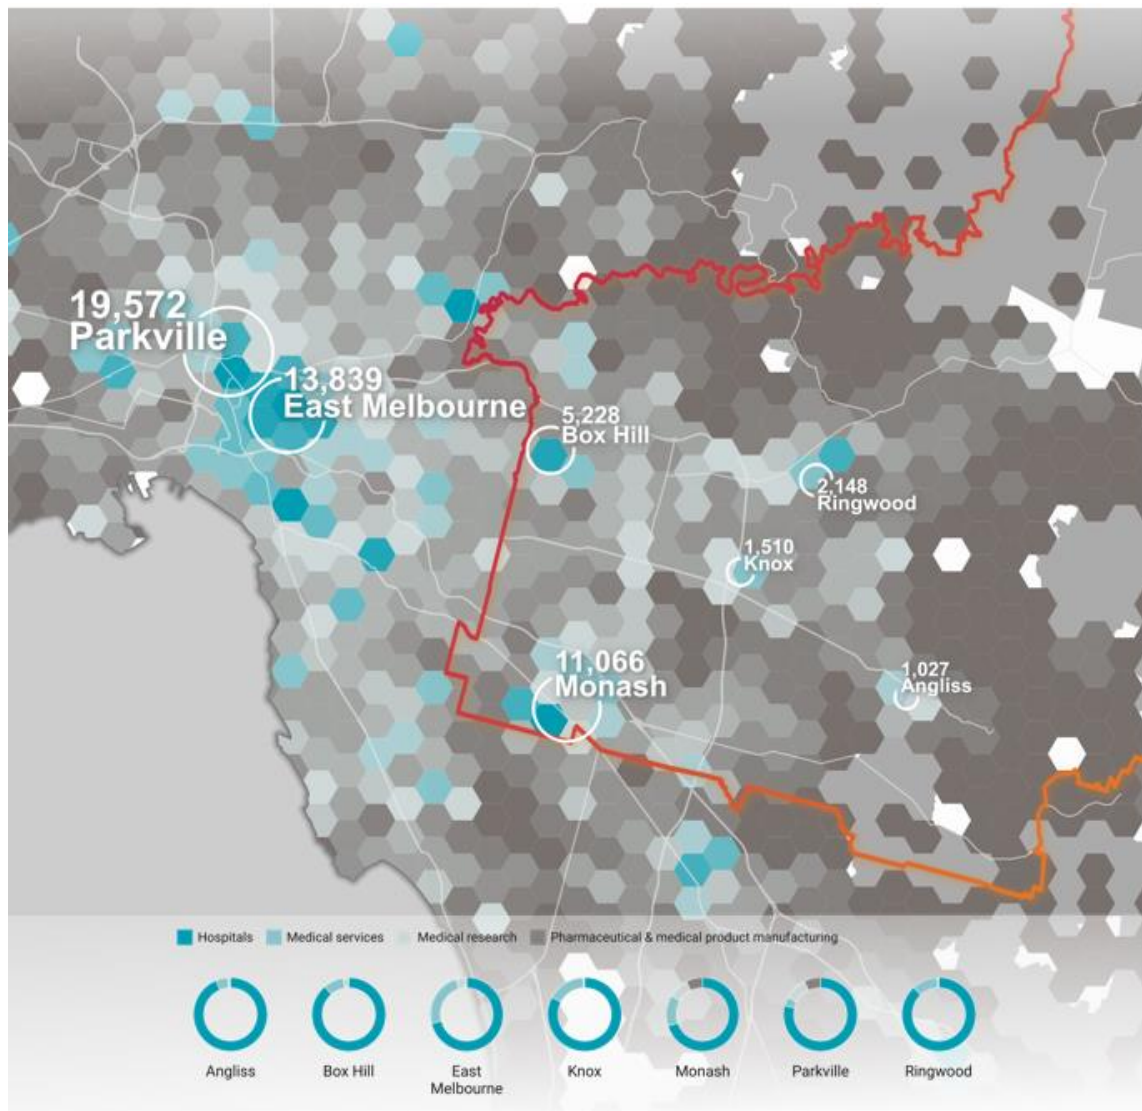 19,572
Parkville
13,839
East Melbourne
5,228
Box Hill
2,148
Ringwood
1,510
Knox
11,066
Monash
1,027
Angliss
Hospitals
Medical services
Medical research
Pharmaceutical & medical product manufacturing
Angliss
Box Hill
East
Melbourne
Knox
Monash
Parkville
Ringwood